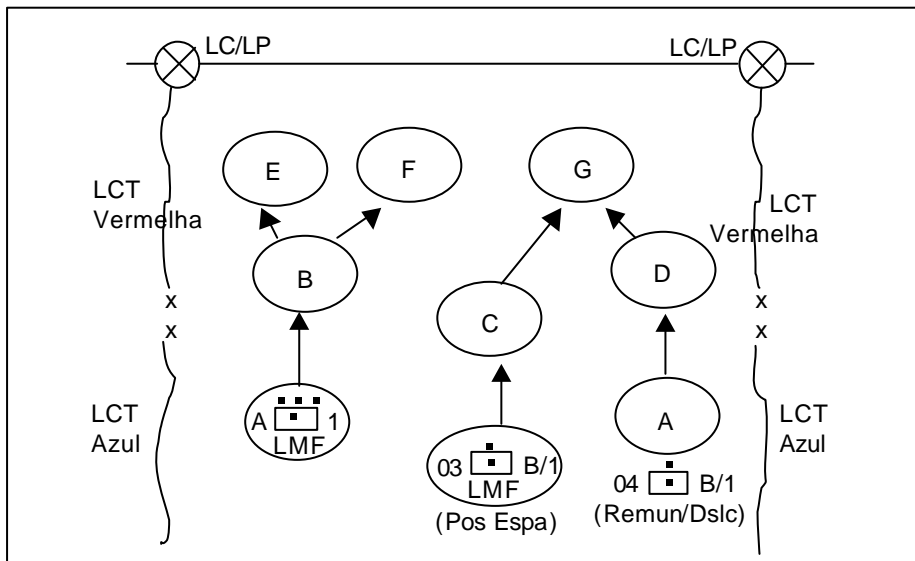 LC/LP
LC/LP
E
F
G
LCT
Vermelha
LCT
Vermelha
B
D
C
x
x
x
x
LCT
Azul
A 1
LMF
A
LCT
Azul
03 B/1
LMF
(Pos Espa)
04 B/1
(Remun/Dslc)